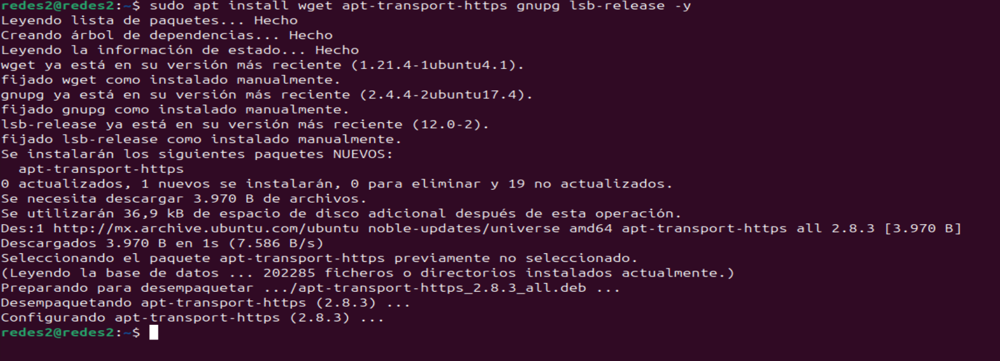 redes2@redes2:~$ sudo apt install wget apt-transport-https gnupg lsb-release -y
Leyendo lista de paquetes... Hecho
Creando árbol de dependencias... Hecho
Leyendo la información de estado... Hecho
wget ya está en su versión más reciente (1.21.4-1ubuntu4.1).
fijado wget como instalado manualmente.
gnupg ya está en su versión más reciente (2.4.4-2ubuntu17.4).
fijado gnupg como instalado manualmente.
lsb-release ya está en su versión más reciente (12.0-2).
fijado lsb-release como instalado manualmente.
Se instalarán los siguientes paquetes NUEVOS:
  apt-transport-https
0 actualizados, 1 nuevos se instalarán, 0 para eliminar y 19 no actualizados.
Se necesita descargar 3.970 B de archivos.
Se utilizarán 36,9 kB de espacio de disco adicional después de esta operación.
Des:1 http://mx.archive.ubuntu.com/ubuntu noble-updates/universe amd64 apt-transport-https all 2.8.3 [3.970 B]
Descargados 3.970 B en 1s (7.586 B/s)
Seleccionando el paquete apt-transport-https previamente no seleccionado.
(Leyendo la base de datos ... 202285 ficheros o directorios instalados actualmente.)
Preparando para desempaquetar .../apt-transport-https_2.8.3_all.deb ...
Desempaquetando apt-transport-https (2.8.3) ...
Configurando apt-transport-https (2.8.3) ...
redes2@redes2:~$